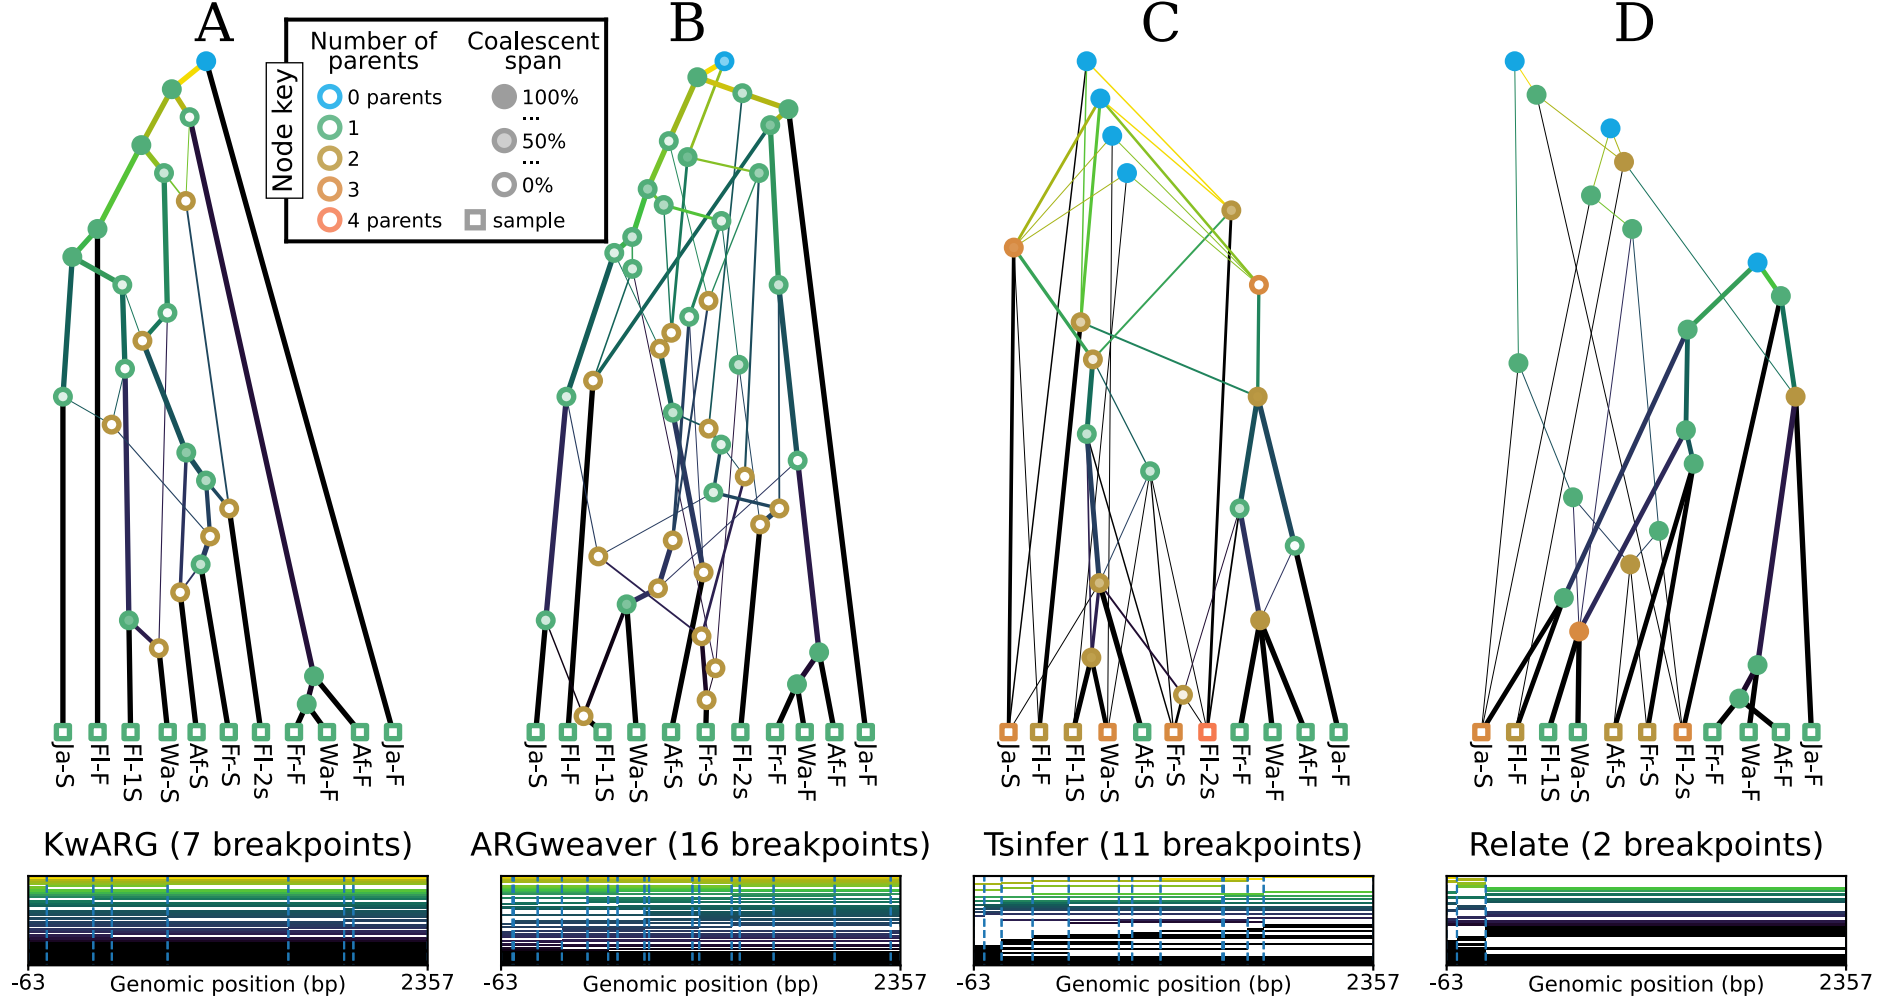 A
B
C
D
Node key
Number of
parents
0 parents
1
2
3
4 parents
Coalescent
span
100%
...
50%
...
0%
sample
Ja-S
Fl-F
Fl-1S
Wa-S
Af-S
Fr-S
Fl-2s
Fr-F
Wa-F
Af-F
Ja-F
Ja-S
Fl-F
Fl-1S
Wa-S
Af-S
Fr-S
Fl-2s
Fr-F
Wa-F
Af-F
Ja-F
Ja-S
Fl-F
Fl-1S
Wa-S
Af-S
Fr-S
Fl-2s
Fr-F
Wa-F
Af-F
Ja-F
Ja-S
Fl-F
Fl-1S
Wa-S
Af-S
Fr-S
Fl-2s
Fr-F
Wa-F
Af-F
Ja-F
KwARG (7 breakpoints)
-63 Genomic position (bp) 2357
ARGweaver (16 breakpoints)
-63 Genomic position (bp) 2357
Tsinfer (11 breakpoints)
-63 Genomic position (bp) 2357
Relate (2 breakpoints)
-63 Genomic position (bp) 2357